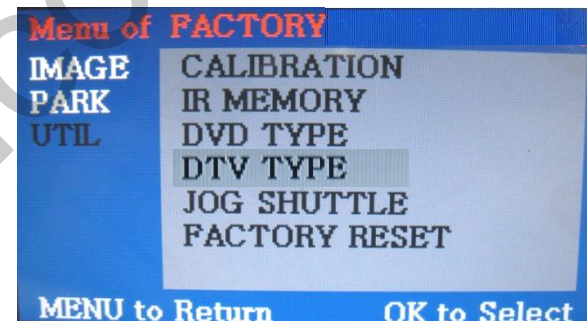 Menu of FACTORY
IMAGE
PARK
UTIL
CALIBRATION
IR MEMORY
DVD TYPE
DTV TYPE
JOG SHUTTLE
FACTORY RESET
MENU to Return
OK to Select